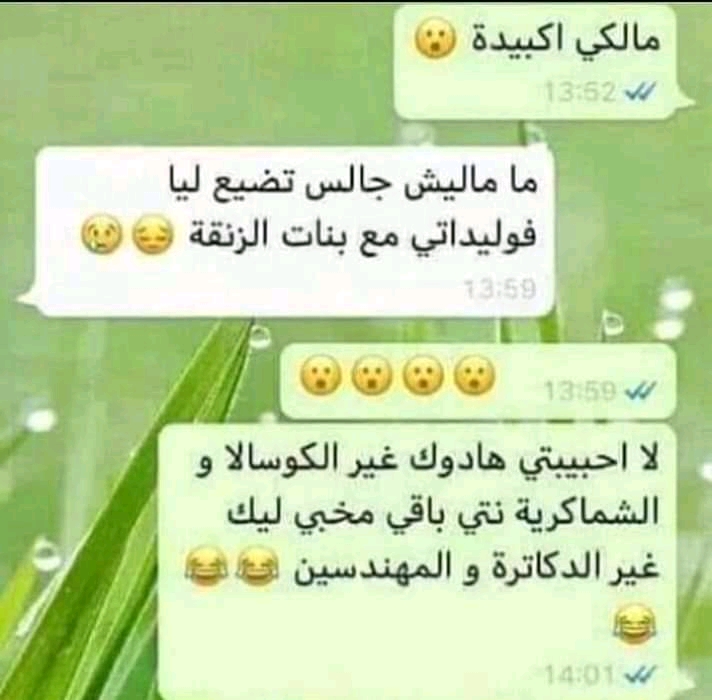 مالكي اكبيدة 😮
13:52
ما ماليش جالس تضيع ليا
فوليداتي مع بنات الزنقة 😔😢
13:59
😮😮😮😮 13:59
لا احبيبتي هادوك غير الكوسالا و
الشماكرية نتي باقي مخبي ليك
غير الدكاترة و المهندسين 😂😂
😂
14:01